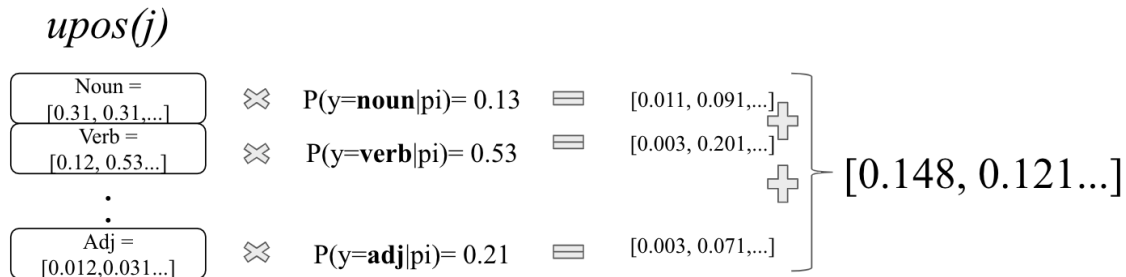 upos(j)
Noun =
[0.31, 0.31,...]
P(y=noun|pi)= 0.13
[0.011, 0.091,...]
Verb =
[0.12, 0.53...]
P(y=verb|pi)= 0.53
[0.003, 0.201,...]
[0.148, 0.121...]
Adj =
[0.012,0.031...]
P(y=adj|pi)= 0.21
[0.003, 0.071,...]